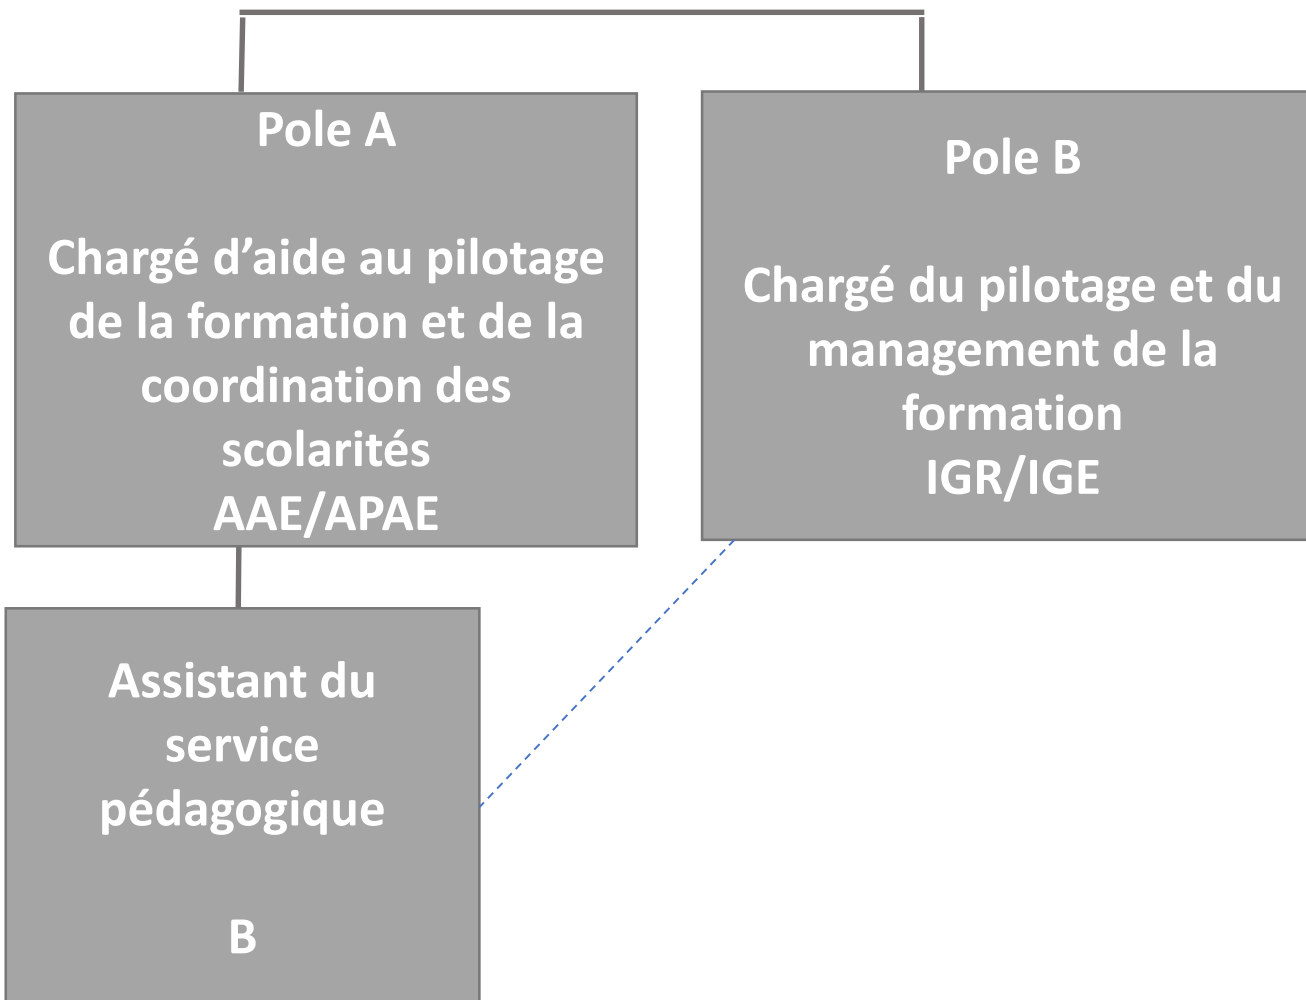 Pole A
Chargé d’aide au pilotage
de la formation et de la
coordination des
scolarités
AAE/APAE
Pole B
Chargé du pilotage et du
management de la
formation
IGR/IGE
Assistant du
service
pédagogique
B